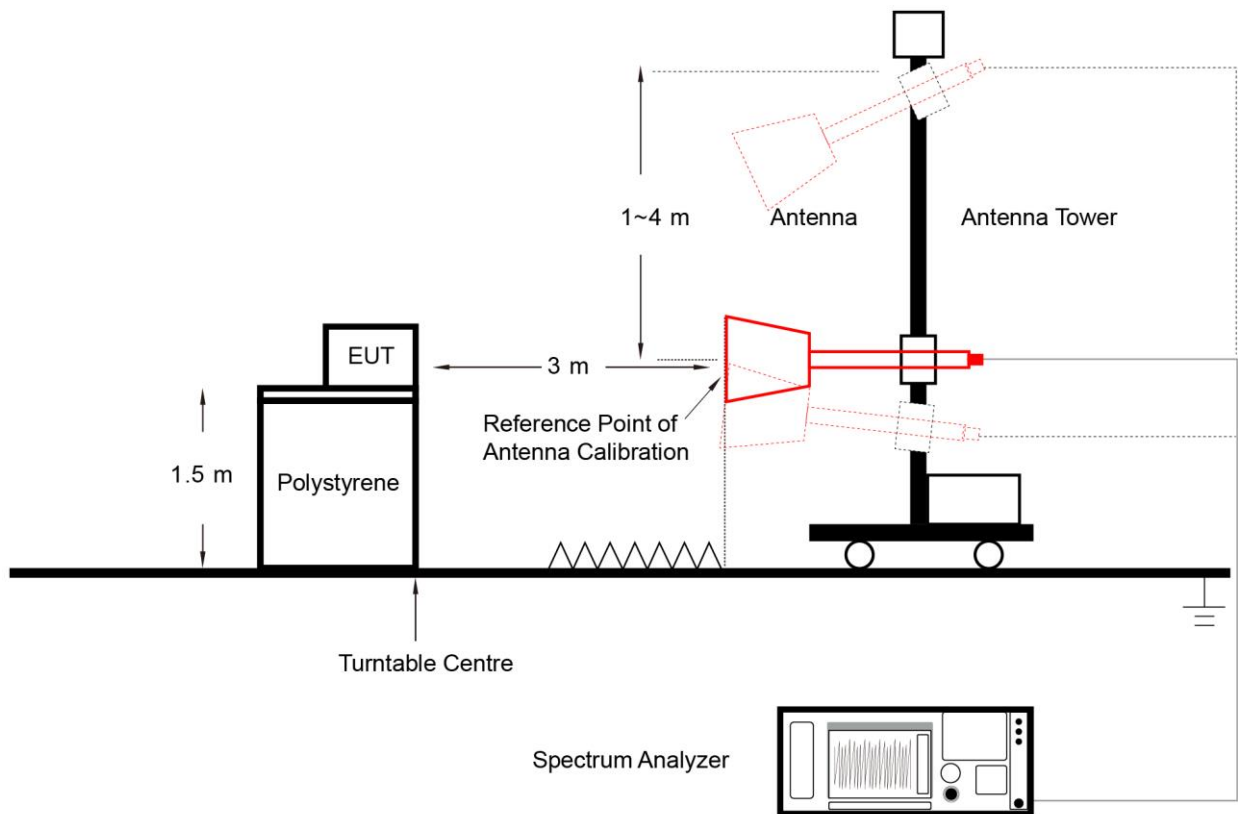 1~4 m
Antenna
Antenna Tower
EUT
3 m
Reference Point of
Antenna Calibration
1.5 m
Polystyrene
Turntable Centre
Spectrum Analyzer